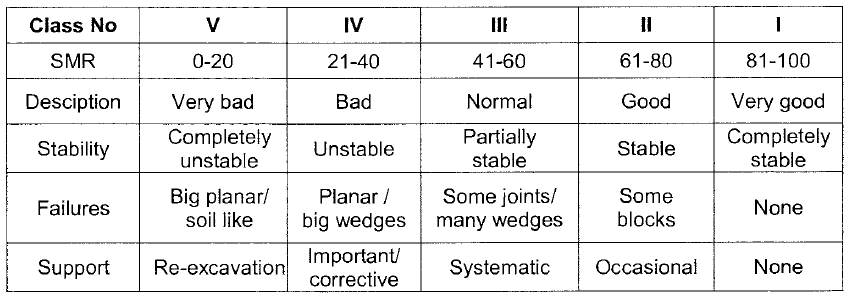 Class No V IV III II I
SMR 0-20 21-40 41-60 61-80 81-100
Desciption Very bad Bad Normal Good Very good
Stability Completely unstable Unstable Partially stable Stable Completely stable
Failures Big planar/ soil like Planar / big wedges Some joints/ many wedges Some blocks None
Support Re-excavation Important/ corrective Systematic Occasional None